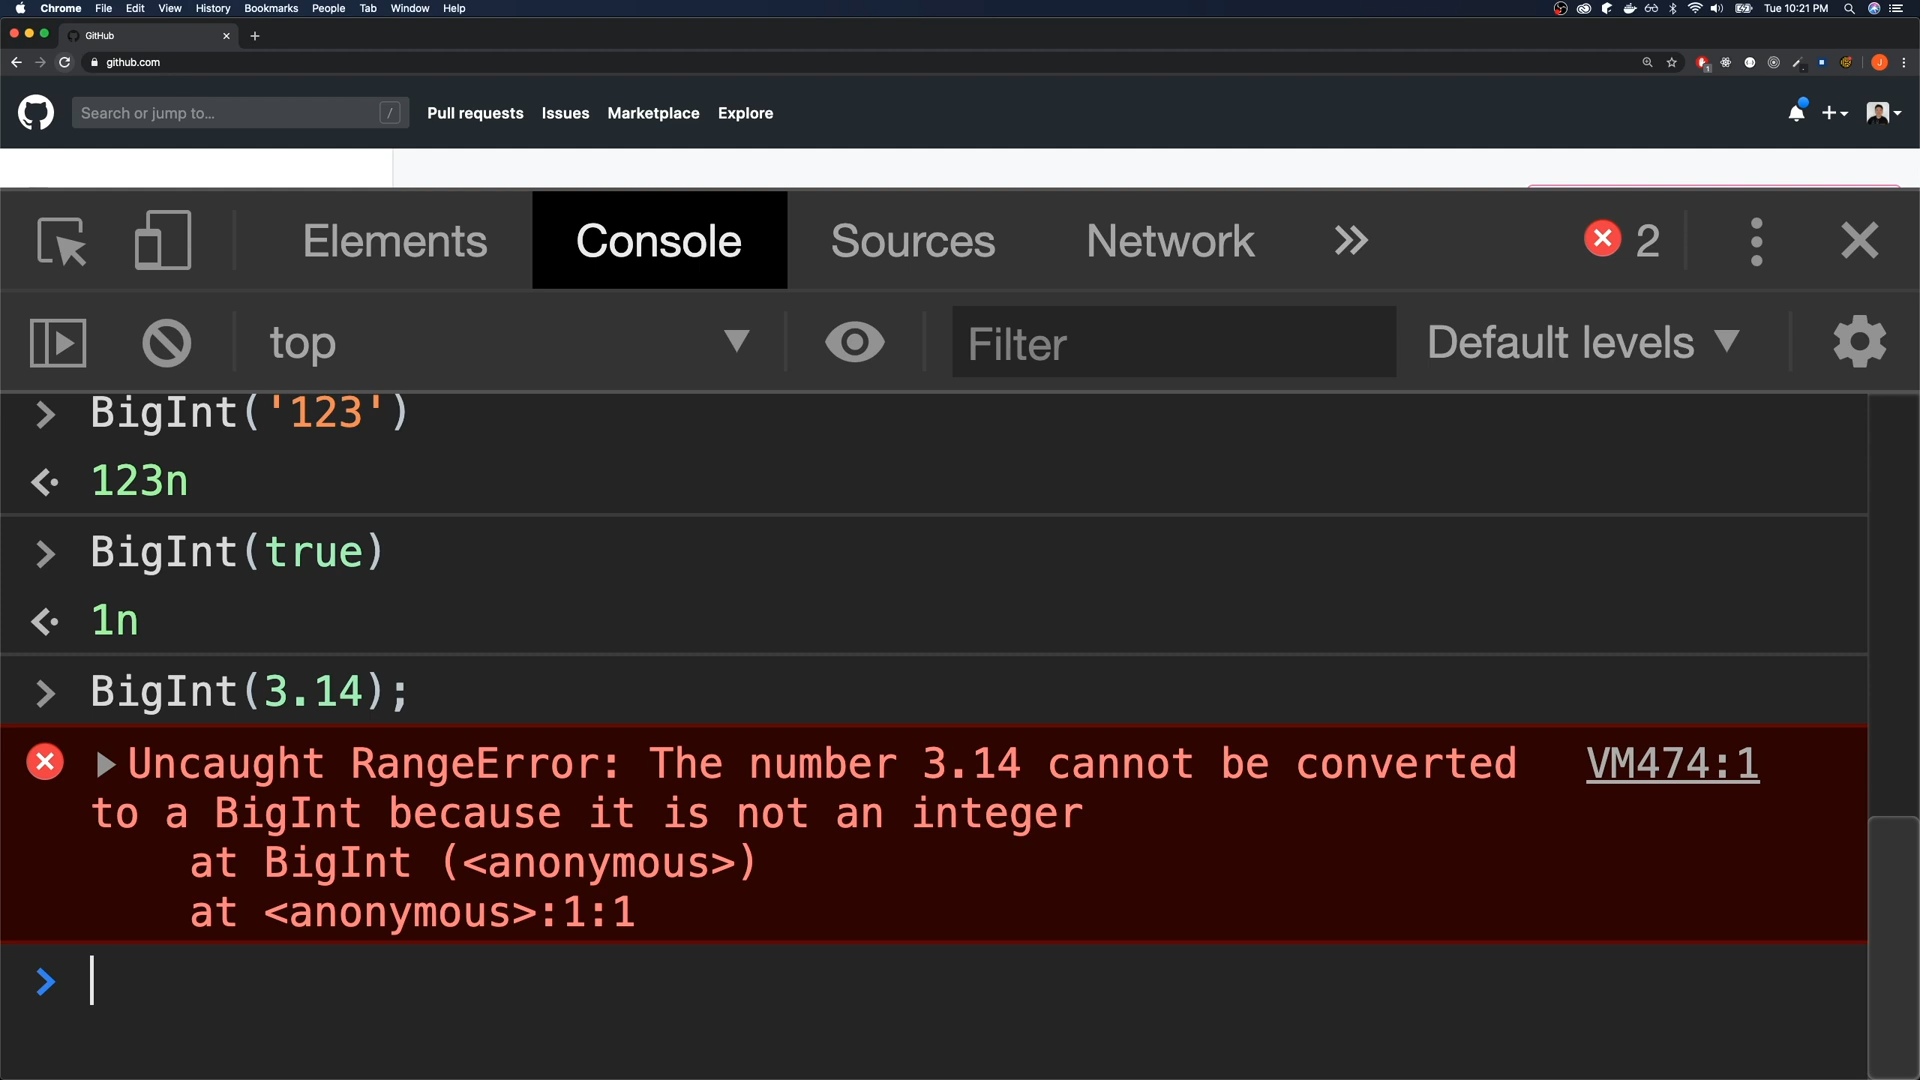 Chrome File Edit View History Bookmarks People Tab Window Help Tue 10:21 PM
GitHub
github.com J
Search or jump to... / Pull requests Issues Marketplace Explore
Elements Console Sources Network 2
top Filter Default levels
BigInt('123')
123n
BigInt(true)
1n
BigInt(3.14);
Uncaught RangeError: The number 3.14 cannot be converted VM474:1
to a BigInt because it is not an integer
at BigInt (<anonymous>)
at <anonymous>:1:1